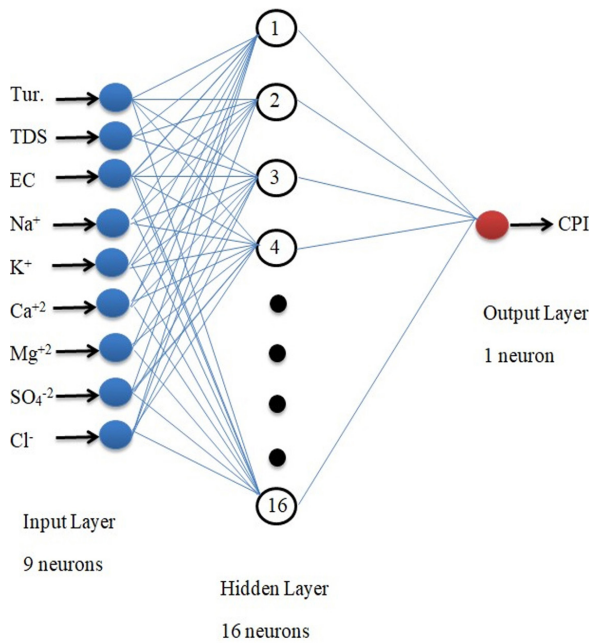 1
Tur.
2
TDS
EC
3
Na⁺
CPI
K⁺
4
Ca⁺²
Output Layer
Mg⁺²
1 neuron
SO₄⁻²
Cl⁻
16
Input Layer
9 neurons
Hidden Layer
16 neurons